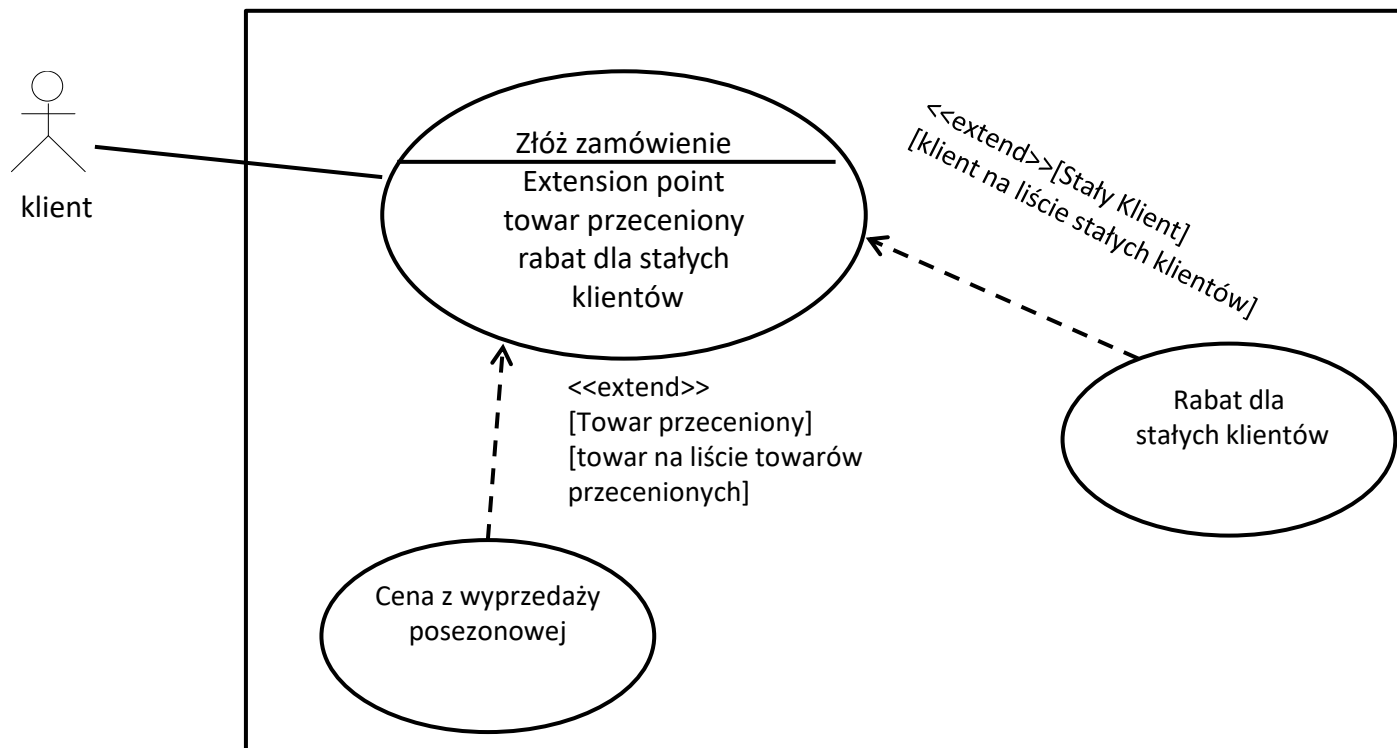 klient
Złóż zamówienie
Extension point
towar przeceniony
rabat dla stałych
klientów
<<extend>>[Stały Klient]
[klient na liście stałych klientów]
<<extend>>
[Towar przeceniony]
[towar na liście towarów
przecenionych]
Rabat dla
stałych klientów
Cena z wyprzedaży
posezonowej